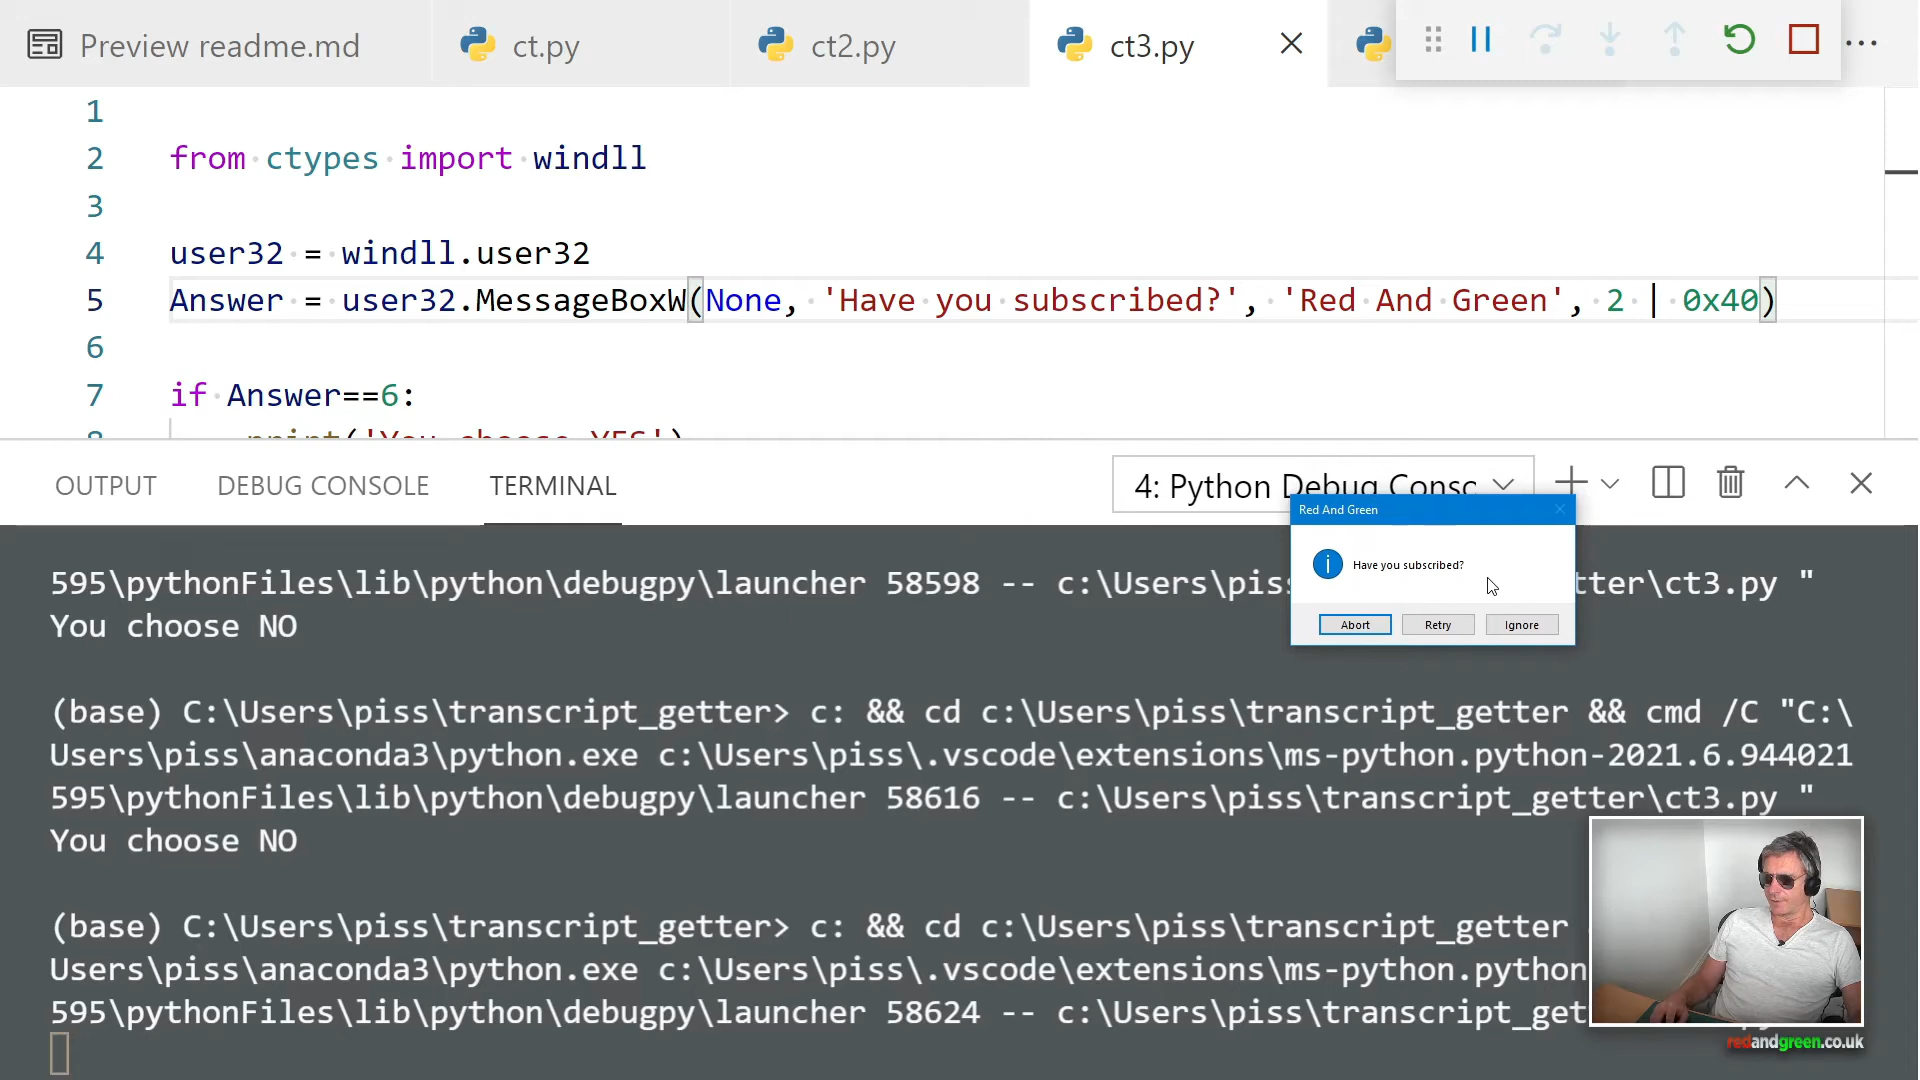 Preview readme.md
ct.py
ct2.py
ct3.py
1
2 from ctypes import windll
3
4 user32 = windll.user32
5 Answer = user32.MessageBoxW(None, 'Have you subscribed?', 'Red And Green', 2 | 0x40)
6
7 if Answer==6:
8 print('You choose YES')
OUTPUT
DEBUG CONSOLE
TERMINAL
4: Python Debug Consc
Red And Green
Have you subscribed?
Abort
Retry
Ignore
595\pythonFiles\lib\python\debugpy\launcher 58598 -- c:\Users\pis tter\ct3.py "
You choose NO
(base) C:\Users\piss\transcript_getter> c: && cd c:\Users\piss\transcript_getter && cmd /C "C:\
Users\piss\anaconda3\python.exe c:\Users\piss\.vscode\extensions\ms-python.python-2021.6.944021
595\pythonFiles\lib\python\debugpy\launcher 58616 -- c:\Users\piss\transcript_getter\ct3.py "
You choose NO
(base) C:\Users\piss\transcript_getter> c: && cd c:\Users\piss\transcript_getter
Users\piss\anaconda3\python.exe c:\Users\piss\.vscode\extensions\ms-python.python
595\pythonFiles\lib\python\debugpy\launcher 58624 -- c:\Users\piss\transcript_get
redandgreen.co.uk